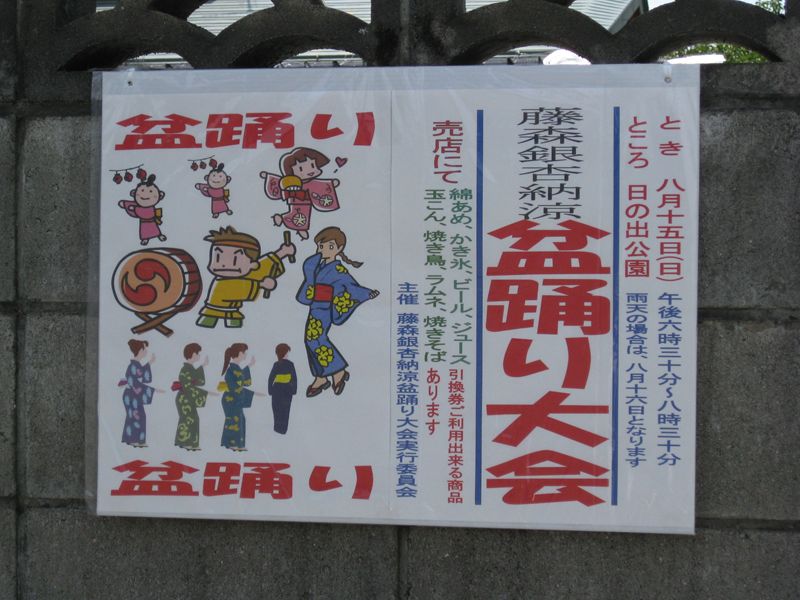 とき 八月十五日(日) 午後六時三十分~八時三十分
ところ 日の出公園 雨天の場合は、八月十六日となります
藤森銀杏納涼
盆踊り大会
売店にて
綿あめ、かき氷、ビール、ジュース 引換券ご利用出来る商品
玉こん、焼き鳥、ラムネ、焼きそば あります
主催 藤森銀杏納涼盆踊り大会実行委員会
盆踊り
盆踊り